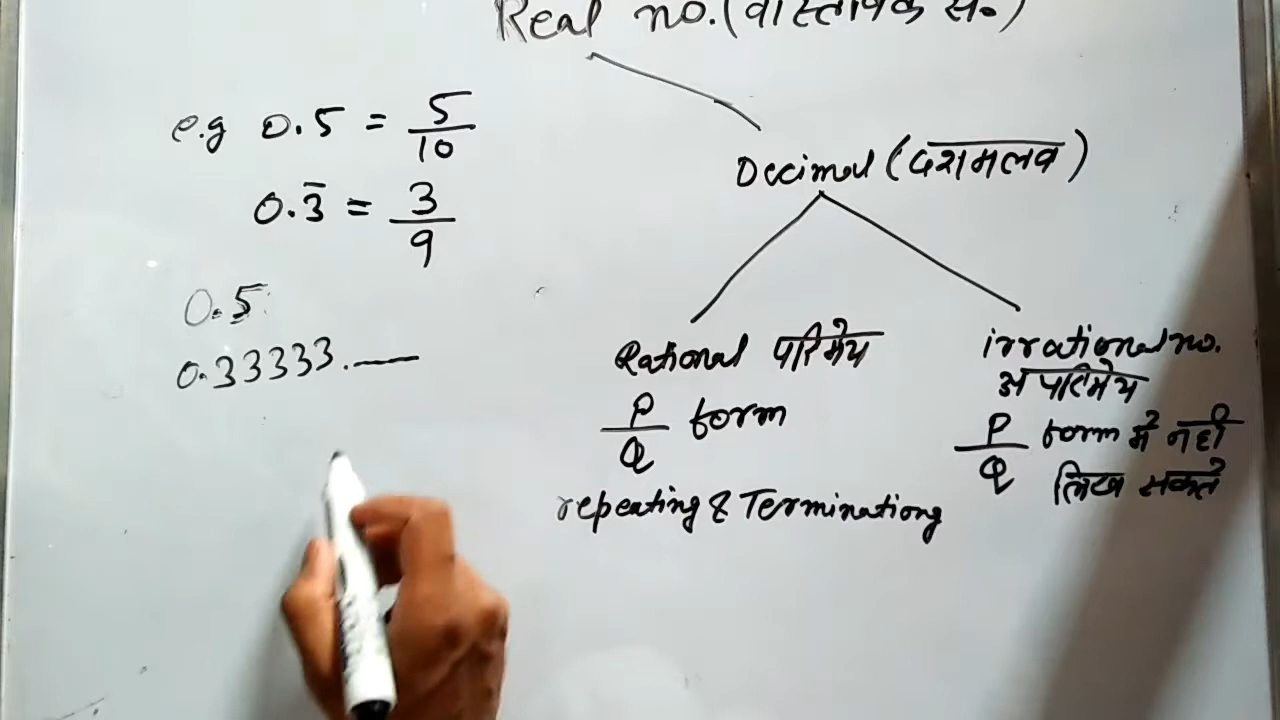 Real no. (वास्तविक सं०)
e.g 0.5 = 5/10
0.3̅ = 3/9
0.5
0.33333.——
Decimal (दशमलव)
Rational परिमेय
P/Q form
repeating & Terminationg
irrational no.
अपरिमेय
P/Q form में नही
लिख सकते